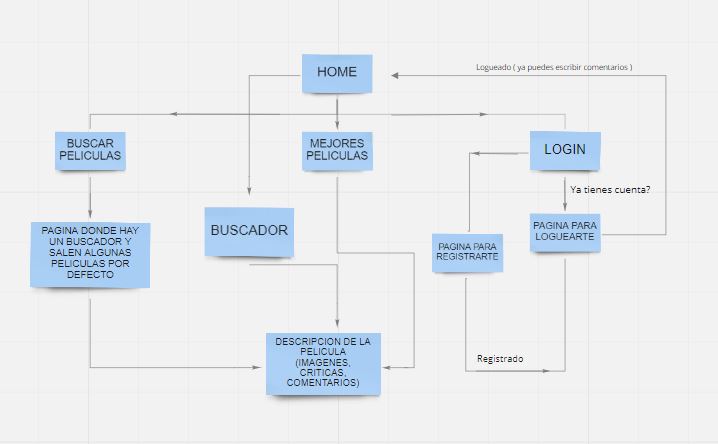 HOME
Logueado ( ya puedes escribir comentarios )
BUSCAR
PELICULAS
MEJORES
PELICULAS
LOGIN
Ya tienes cuenta?
PAGINA DONDE HAY
UN BUSCADOR Y
SALEN ALGUNAS
PELICULAS POR
DEFECTO
BUSCADOR
PAGINA PARA
REGISTRARTE
PAGINA PARA
LOGUEARTE
DESCRIPCION DE LA
PELICULA
(IMAGENES,
CRITICAS,
COMENTARIOS)
Registrado